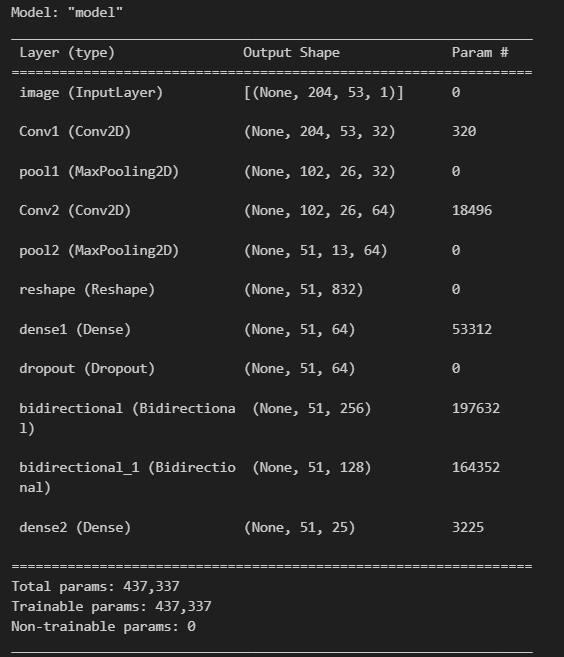 Model: "model"
Layer (type) Output Shape Param #
image (InputLayer) [(None, 204, 53, 1)] 0
Conv1 (Conv2D) (None, 204, 53, 32) 320
pool1 (MaxPooling2D) (None, 102, 26, 32) 0
Conv2 (Conv2D) (None, 102, 26, 64) 18496
pool2 (MaxPooling2D) (None, 51, 13, 64) 0
reshape (Reshape) (None, 51, 832) 0
dense1 (Dense) (None, 51, 64) 53312
dropout (Dropout) (None, 51, 64) 0
bidirectional (Bidirectiona (None, 51, 256) 197632
l)
bidirectional_1 (Bidirectio (None, 51, 128) 164352
nal)
dense2 (Dense) (None, 51, 25) 3225
Total params: 437,337
Trainable params: 437,337
Non-trainable params: 0